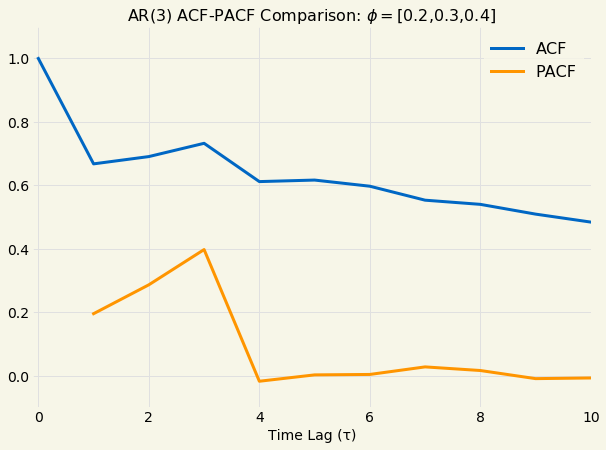 AR(3) ACF-PACF Comparison: ϕ = [0.2,0.3,0.4]
ACF
PACF
1.0
0.8
0.6
0.4
0.2
0.0
0 2 4 6 8 10
Time Lag (τ)